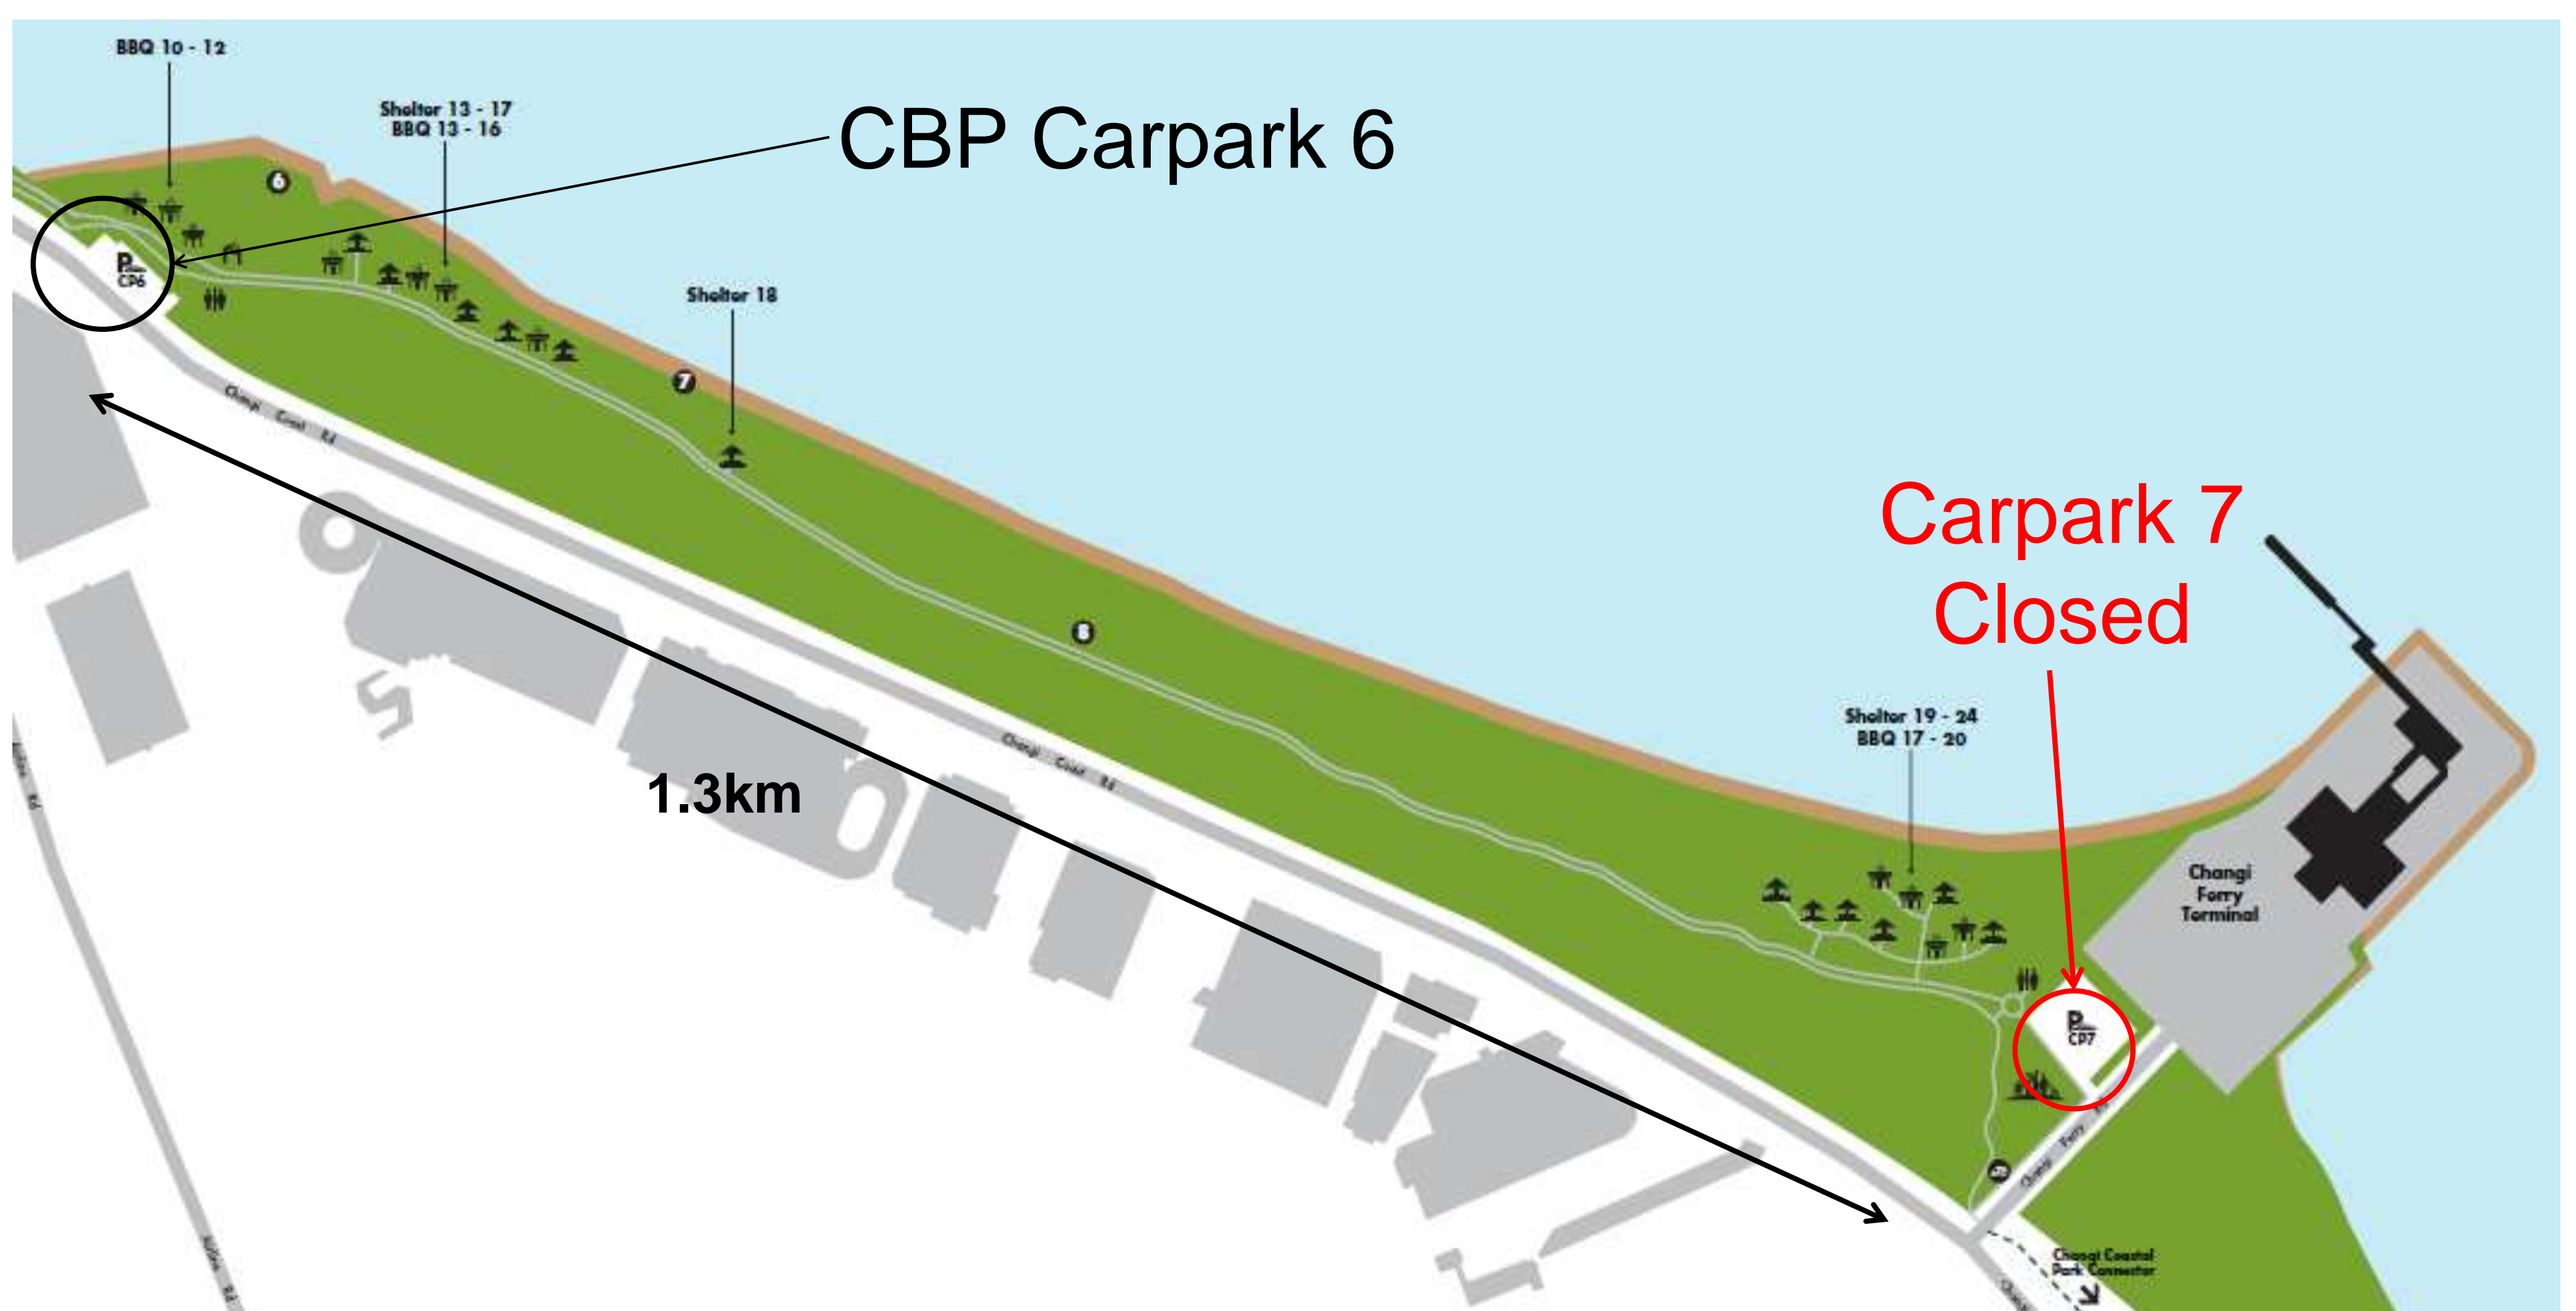 BBQ 10 - 12
Shelter 13 - 17
BBQ 13 - 16
CBP Carpark 6
6
P
CP6
Shelter 18
7
Changi Coast Rd
Carpark 7
Closed
8
Shelter 19 - 24
BBQ 17 - 20
1.3km
Changi Coast Rd
Changi
Ferry
Terminal
P
CP7
Changi Ferry Rd
Changi Coastal
Park Connector
Rd
Changi